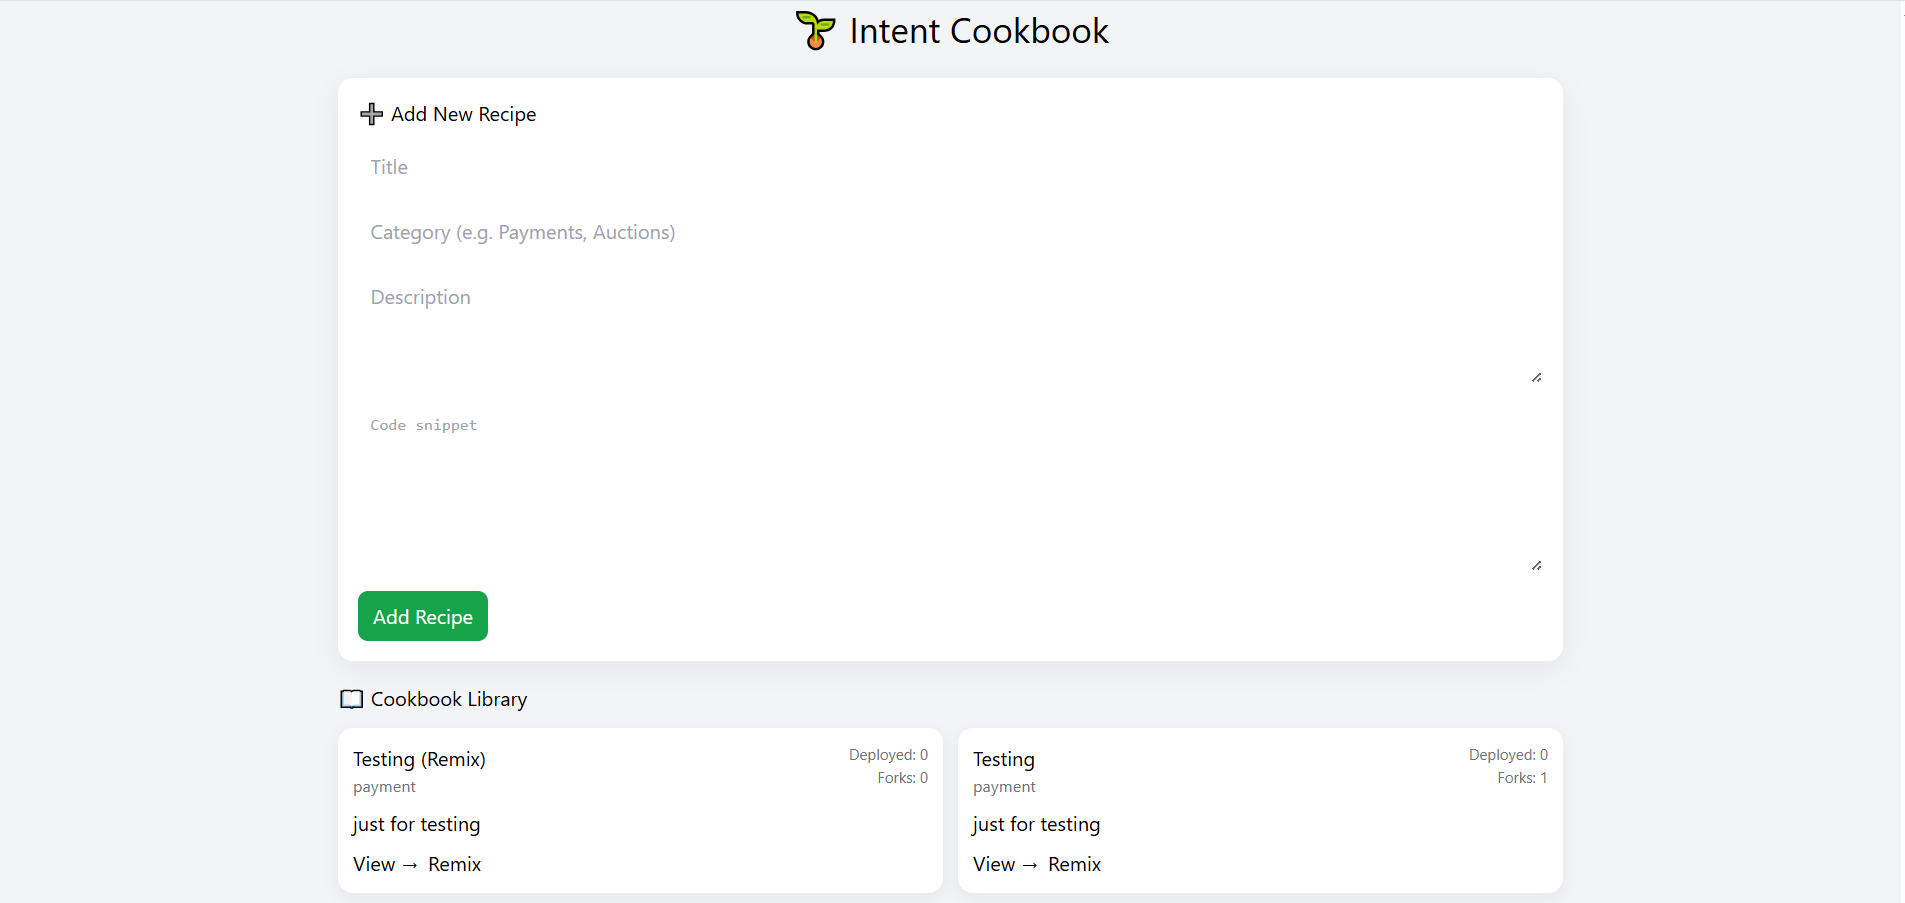 Intent Cookbook
Add New Recipe
Title
Category (e.g. Payments, Auctions)
Description
Code snippet
Add Recipe
Cookbook Library
Testing (Remix)
Deployed: 0
Forks: 0
payment
just for testing
View → Remix
Testing
Deployed: 0
Forks: 1
payment
just for testing
View → Remix